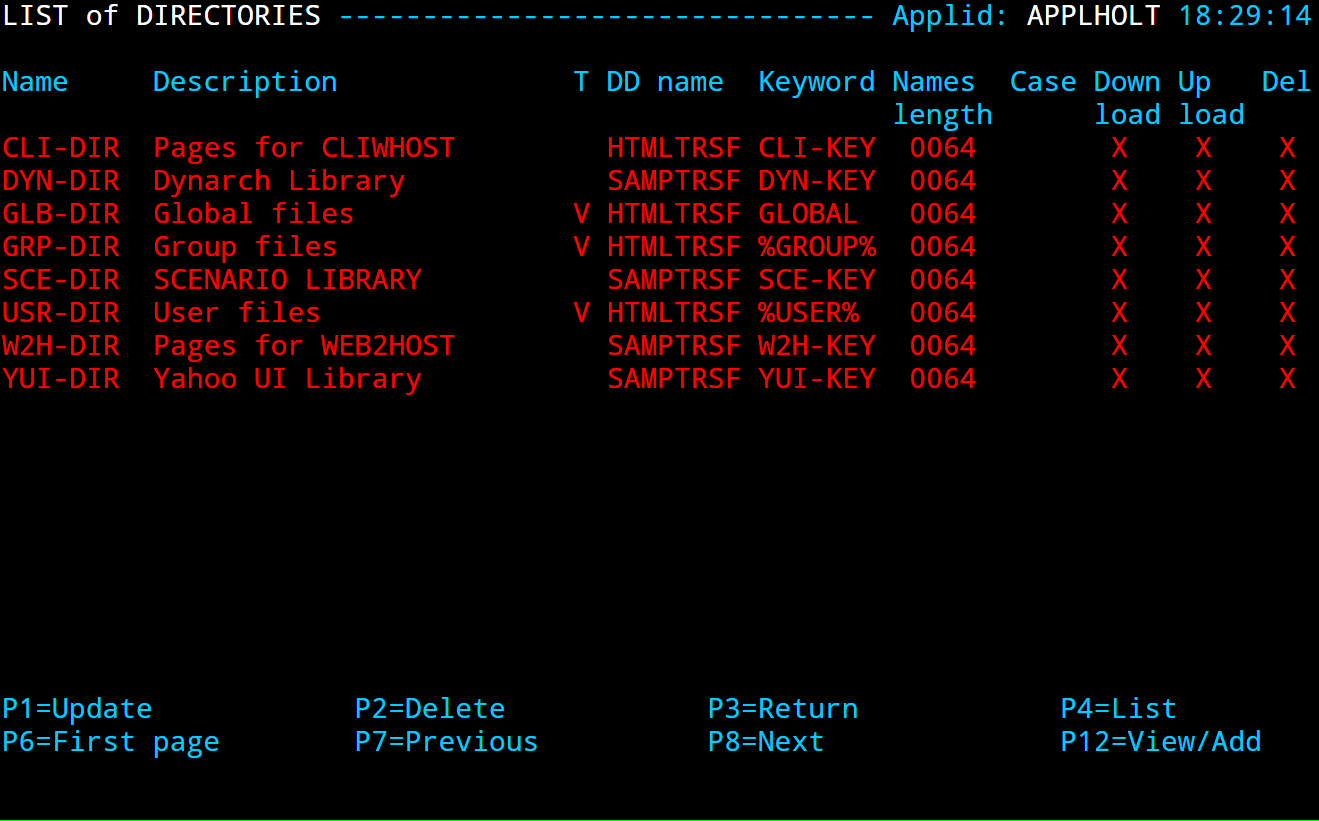 LIST of DIRECTORIES -------------------------------- Applid: APPLHOLT 18:29:14
Name     Description              T DD name  Keyword Names  Case Down Up   Del
                                                     length      load load
CLI-DIR  Pages for CLIWHOST         HTMLTRSF CLI-KEY  0064        X    X    X
DYN-DIR  Dynarch Library            SAMPTRSF DYN-KEY  0064        X    X    X
GLB-DIR  Global files             V HTMLTRSF GLOBAL   0064        X    X    X
GRP-DIR  Group files              V HTMLTRSF %GROUP%  0064        X    X    X
SCE-DIR  SCENARIO LIBRARY           SAMPTRSF SCE-KEY  0064        X    X    X
USR-DIR  User files               V HTMLTRSF %USER%   0064        X    X    X
W2H-DIR  Pages for WEB2HOST         SAMPTRSF W2H-KEY  0064        X    X    X
YUI-DIR  Yahoo UI Library           SAMPTRSF YUI-KEY  0064        X    X    X
P1=Update            P2=Delete            P3=Return            P4=List
P6=First page        P7=Previous          P8=Next              P12=View/Add